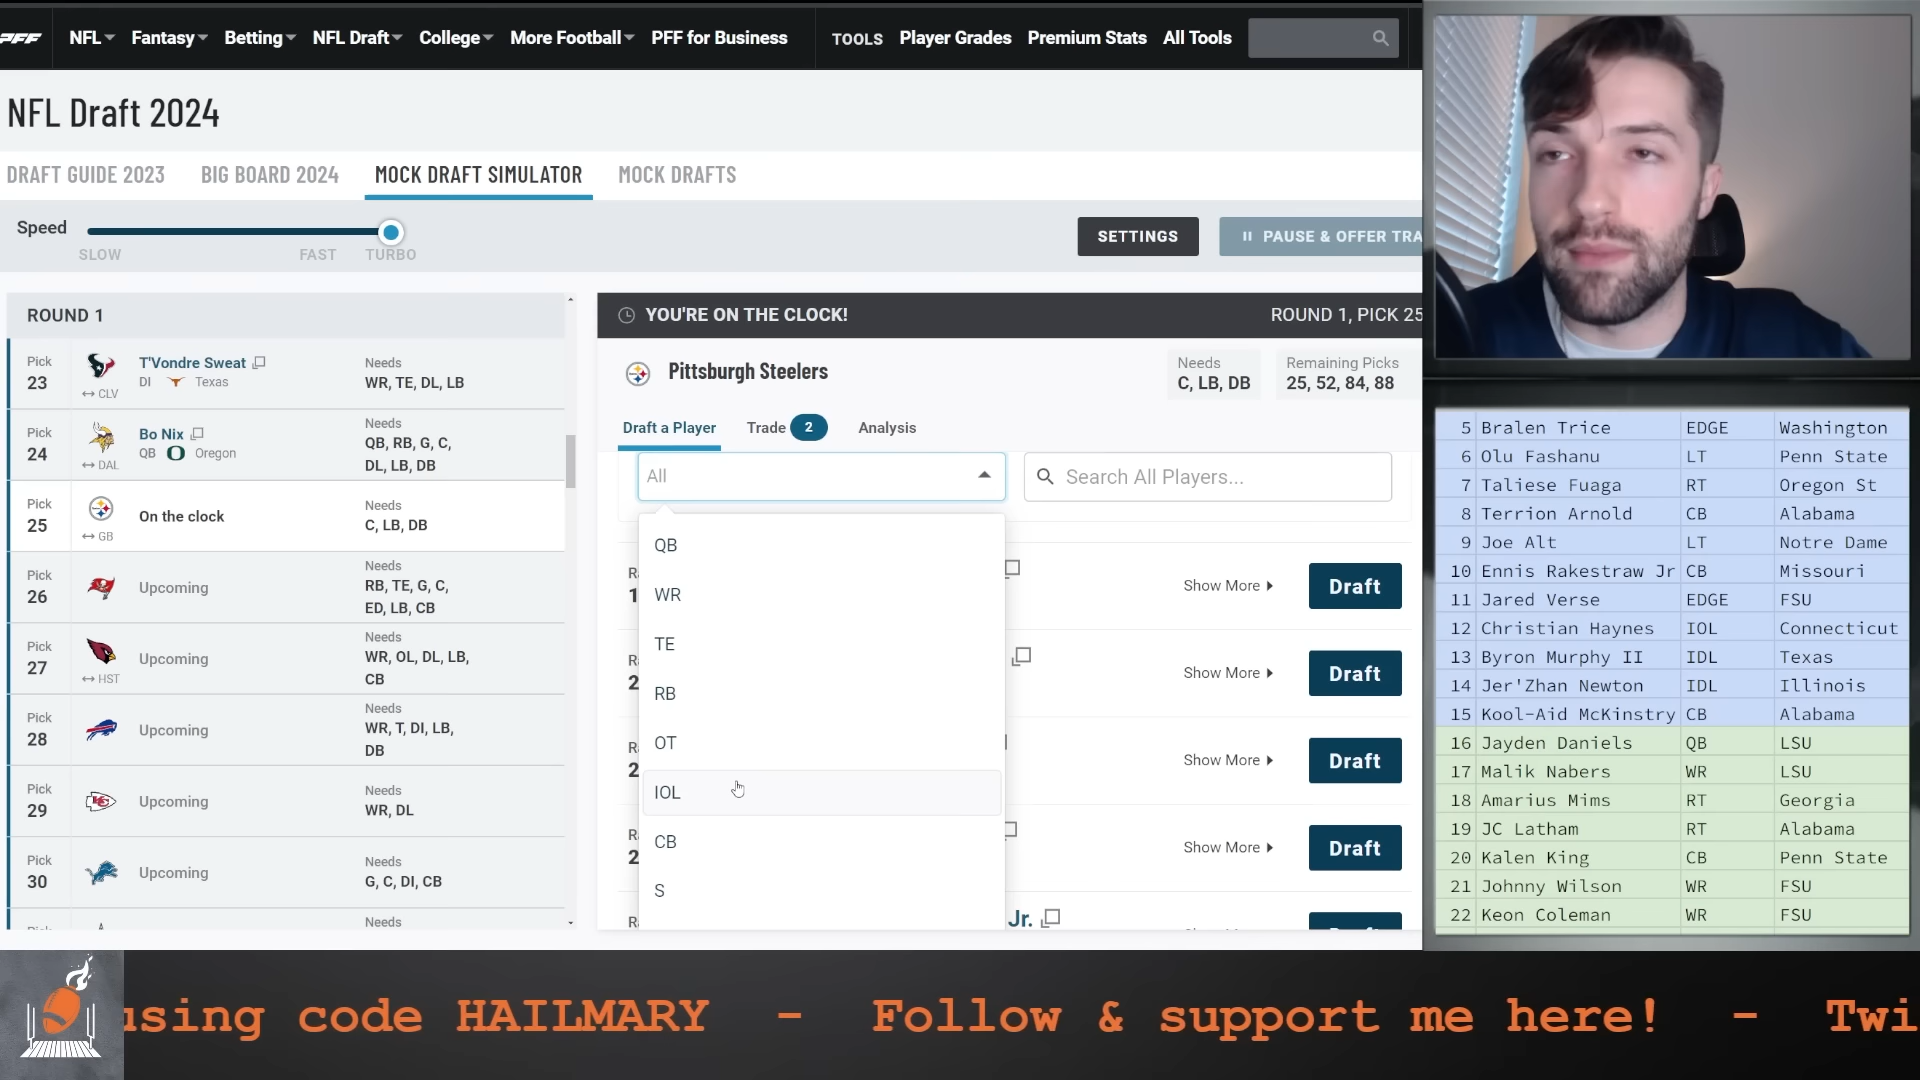 PFF
NFL
Fantasy
Betting
NFL Draft
College
More Football
PFF for Business
TOOLS
Player Grades
Premium Stats
All Tools
NFL Draft 2024
DRAFT GUIDE 2023
BIG BOARD 2024
MOCK DRAFT SIMULATOR
MOCK DRAFTS
Speed
SLOW
FAST
TURBO
SETTINGS
PAUSE & OFFER TRA
ROUND 1
Pick 23
CLV
T'Vondre Sweat
DI Texas
Needs
WR, TE, DL, LB
Pick 24
DAL
Bo Nix
QB Oregon
Needs
QB, RB, G, C,
DL, LB, DB
Pick 25
GB
On the clock
Needs
C, LB, DB
Pick 26
Upcoming
Needs
RB, TE, G, C,
ED, LB, CB
Pick 27
HST
Upcoming
Needs
WR, OL, DL, LB,
CB
Pick 28
Upcoming
Needs
WR, T, DI, LB,
DB
Pick 29
Upcoming
Needs
WR, DL
Pick 30
Upcoming
Needs
G, C, DI, CB
Needs
YOU'RE ON THE CLOCK!
ROUND 1, PICK 25
Pittsburgh Steelers
Needs
C, LB, DB
Remaining Picks
25, 52, 84, 88
Draft a Player
Trade 2
Analysis
All
Search All Players...
QB
WR
TE
RB
OT
IOL
CB
S
Show More
Draft
Show More
Draft
Show More
Draft
Show More
Draft
Jr.
5 Bralen Trice EDGE Washington
6 Olu Fashanu LT Penn State
7 Taliese Fuaga RT Oregon St
8 Terrion Arnold CB Alabama
9 Joe Alt LT Notre Dame
10 Ennis Rakestraw Jr CB Missouri
11 Jared Verse EDGE FSU
12 Christian Haynes IOL Connecticut
13 Byron Murphy II IDL Texas
14 Jer'Zhan Newton IDL Illinois
15 Kool-Aid McKinstry CB Alabama
16 Jayden Daniels QB LSU
17 Malik Nabers WR LSU
18 Amarius Mims RT Georgia
19 JC Latham RT Alabama
20 Kalen King CB Penn State
21 Johnny Wilson WR FSU
22 Keon Coleman WR FSU
using code HAILMARY - Follow & support me here! - Twi